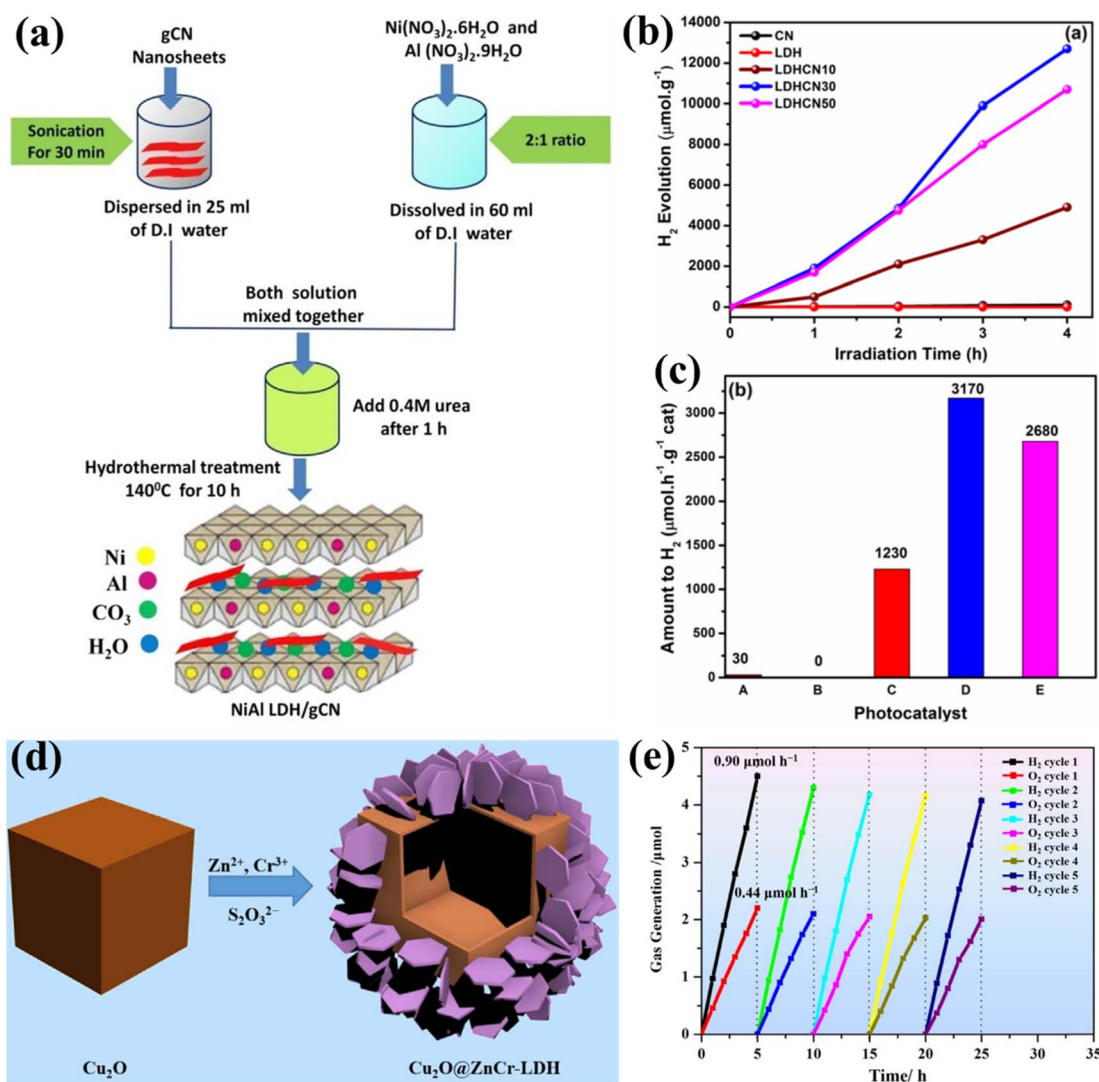 (a)
gCN
Nanosheets
Ni(NO₃)₂.6H₂O and
Al (NO₃)₂.9H₂O
Sonication
For 30 min
2:1 ratio
Dispersed in 25 ml
of D.I water
Dissolved in 60 ml
of D.I water
Both solution
mixed together
Add 0.4M urea
after 1 h
Hydrothermal treatment
140⁰C for 10 h
Ni
Al
CO₃
H₂O
NiAl LDH/gCN
(b)
(a)
CN
LDH
LDHCN10
LDHCN30
LDHCN50
H₂ Evolution (μmol.g⁻¹)
14000
12000
10000
8000
6000
4000
2000
0
0 1 2 3 4
Irradiation Time (h)
(c)
(b)
Amount to H₂ (μmol.h⁻¹.g⁻¹ cat)
3000
2500
2000
1500
1000
500
0
30
0
1230
3170
2680
A B C D E
Photocatalyst
(d)
Zn²⁺, Cr³⁺
S₂O₃²⁻
Cu₂O
Cu₂O@ZnCr-LDH
(e)
Gas Generation /μmol
5
4
3
2
1
0
0.90 μmol h⁻¹
0.44 μmol h⁻¹
H₂ cycle 1
O₂ cycle 1
H₂ cycle 2
O₂ cycle 2
H₂ cycle 3
O₂ cycle 3
H₂ cycle 4
O₂ cycle 4
H₂ cycle 5
O₂ cycle 5
0 5 10 15 20 25 30 35
Time/ h